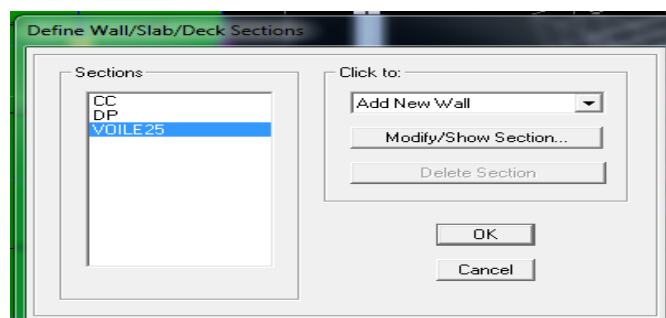 Define Wall/Slab/Deck Sections
Sections
CC
DP
VOILE25
Click to:
Add New Wall
Modify/Show Section...
Delete Section
OK
Cancel